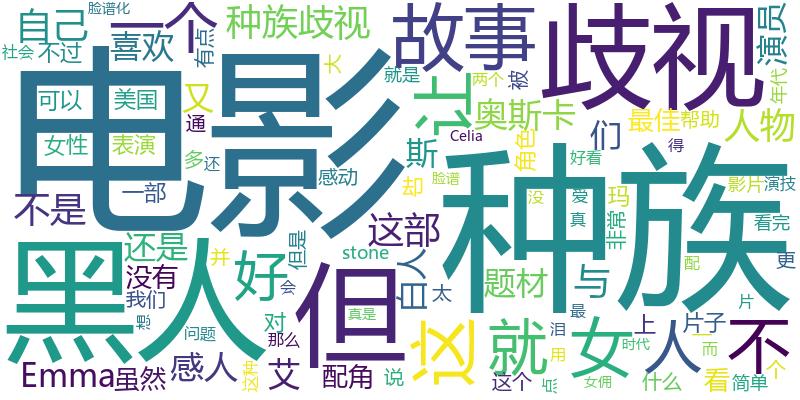 脸谱化
自己
一个
种族歧视
故事
歧视
演员
社会
不过
喜欢
有点
大
就是
两个
被
年代
电影
可以
美国
又
让
奥斯卡
们
最佳
帮助
人物
女性
表演
通
多
还
斯
Celia
角色
好看
得
一部
感动
却
脸谱
没
爱
玛
影片
演技
不是
这部
种族
真
非常
看完
黑人
还是
并
好
但是
白人
题材
与
配
更
没有
我们
stone
太
会
但
这
就
女
最
上
片子
片
不
想
问题
对
那么
真是
泪
人
时代
一
而
Emma
虽然
感人
这种
艾
配角
说
这个
点
用
女佣
什么
看
个
简单